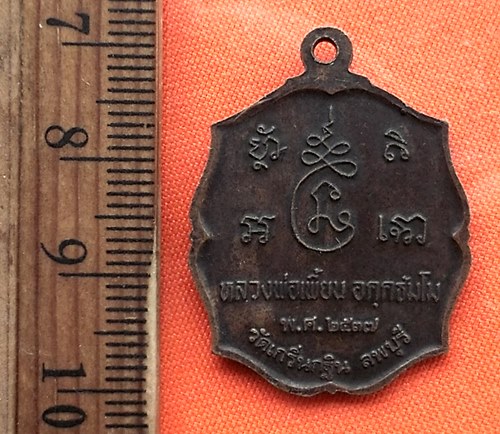 7
8
9
10
หลวงพ่อเพี้ยน อคฺคธัมโม
พ.ศ.๒๕๓๗
วัดเกริ่นกฐิน ลพบุรี